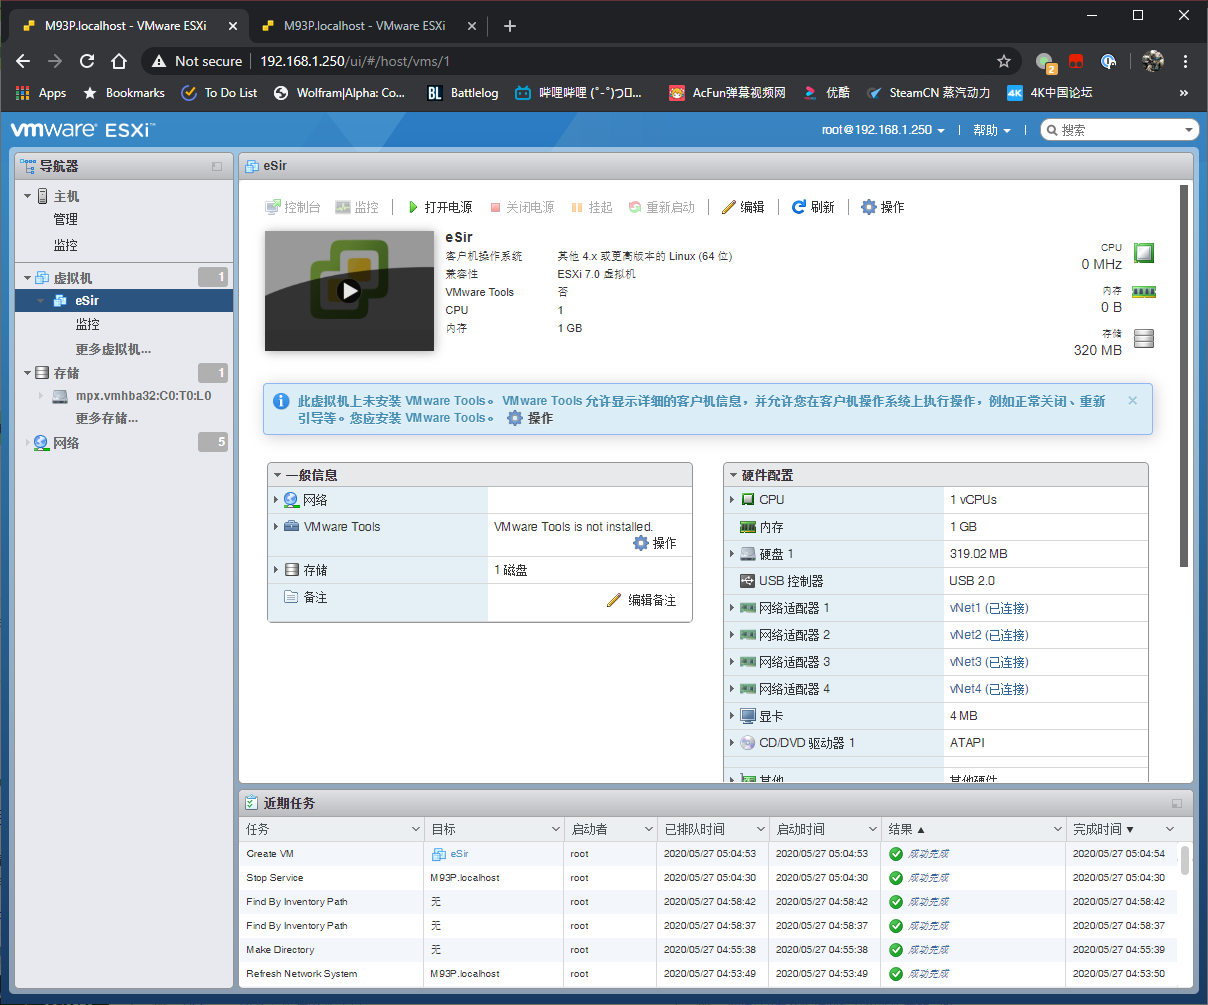 M93P.localhost - VMware ESXi
M93P.localhost - VMware ESXi
Not secure 192.168.1.250/ui/#/host/vms/1
2
Apps Bookmarks To Do List Wolfram|Alpha: Co... BL Battlelog 哔哩哔哩 (゜-゜)つロ... AcFun弹幕视频网 优酷 SteamCN 蒸汽动力 4K 4K中国论坛 »
vmware ESXi™ root@192.168.1.250 帮助 搜索
导航器
主机
管理
监控
虚拟机 1
eSir
监控
更多虚拟机...
存储 1
mpx.vmhba32:C0:T0:L0
更多存储...
网络 5
eSir
控制台 监控 打开电源 关闭电源 挂起 重新启动 编辑 刷新 操作
eSir
客户机操作系统 其他 4.x 或更高版本的 Linux (64 位)
兼容性 ESXi 7.0 虚拟机
VMware Tools 否
CPU 1
内存 1 GB
CPU
0 MHz
内存
0 B
存储
320 MB
此虚拟机上未安装 VMware Tools。 VMware Tools 允许显示详细的客户机信息，并允许您在客户机操作系统上执行操作，例如正常关闭、重新
引导等。您应安装 VMware Tools。 操作
一般信息
网络
VMware Tools VMware Tools is not installed.
操作
存储 1 磁盘
备注 编辑备注
硬件配置
CPU 1 vCPUs
内存 1 GB
硬盘 1 319.02 MB
USB 控制器 USB 2.0
网络适配器 1 vNet1 (已连接)
网络适配器 2 vNet2 (已连接)
网络适配器 3 vNet3 (已连接)
网络适配器 4 vNet4 (已连接)
显卡 4 MB
CD/DVD 驱动器 1 ATAPI
其他 其他硬件
近期任务
任务 目标 启动者 已排队时间 启动时间 结果 ▲ 完成时间 ▼
Create VM eSir root 2020/05/27 05:04:53 2020/05/27 05:04:53 成功完成 2020/05/27 05:04:54
Stop Service M93P.localhost root 2020/05/27 05:04:30 2020/05/27 05:04:30 成功完成 2020/05/27 05:04:30
Find By Inventory Path 无 root 2020/05/27 04:58:42 2020/05/27 04:58:42 成功完成 2020/05/27 04:58:42
Find By Inventory Path 无 root 2020/05/27 04:58:37 2020/05/27 04:58:37 成功完成 2020/05/27 04:58:37
Make Directory 无 root 2020/05/27 04:55:38 2020/05/27 04:55:38 成功完成 2020/05/27 04:55:39
Refresh Network System M93P.localhost root 2020/05/27 04:53:49 2020/05/27 04:53:49 成功完成 2020/05/27 04:53:50